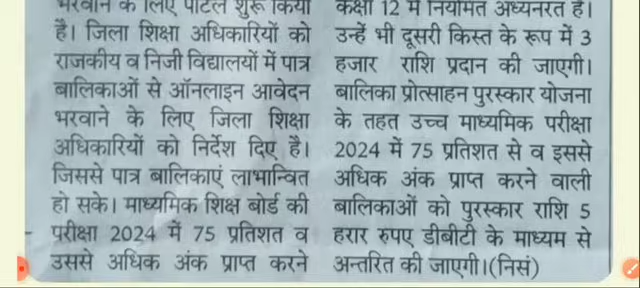 भरवाने के लिए पोर्टल शुरू किया
है। जिला शिक्षा अधिकारियों को
राजकीय व निजी विद्यालयों में पात्र
बालिकाओं से ऑनलाइन आवेदन
भरवाने के लिए जिला शिक्षा
अधिकारियों को निर्देश दिए है।
जिससे पात्र बालिकाएं लाभान्वित
हो सके। माध्यमिक शिक्ष बोर्ड की
परीक्षा 2024 में 75 प्रतिशत व
उससे अधिक अंक प्राप्त करने
कक्षा 12 में नियमित अध्यनरत है।
उन्हें भी दूसरी किस्त के रूप में 3
हजार राशि प्रदान की जाएगी।
बालिका प्रोत्साहन पुरस्कार योजना
के तहत उच्च माध्यमिक परीक्षा
2024 में 75 प्रतिशत से व इससे
अधिक अंक प्राप्त करने वाली
बालिकाओं को पुरस्कार राशि 5
हरार रुपए डीबीटी के माध्यम से
अन्तरित की जाएगी।(निसं)